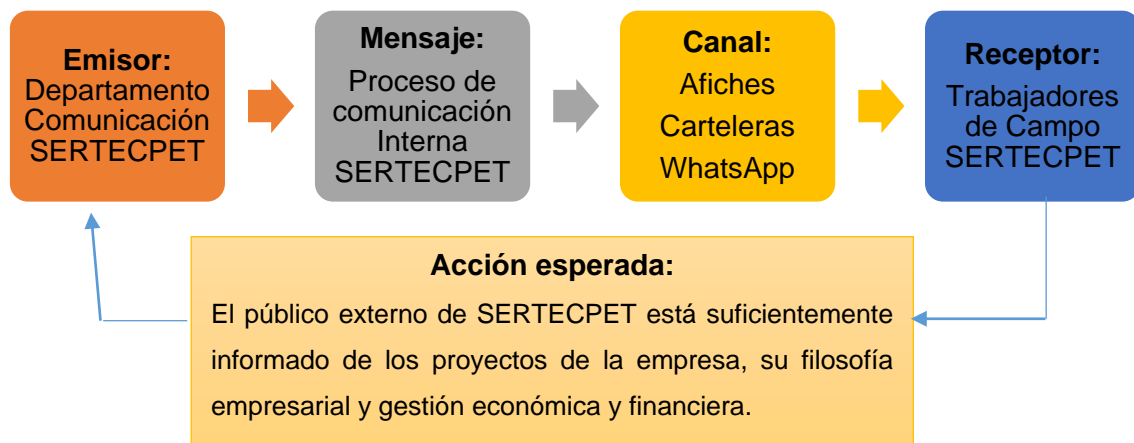 Emisor:
Departamento
Comunicación
SERTECPET
Mensaje:
Proceso de
comunicación
Interna
SERTECPET
Canal:
Afiches
Carteleras
WhatsApp
Receptor:
Trabajadores
de Campo
SERTECPET
Acción esperada:
El público externo de SERTECPET está suficientemente
informado de los proyectos de la empresa, su filosofía
empresarial y gestión económica y financiera.